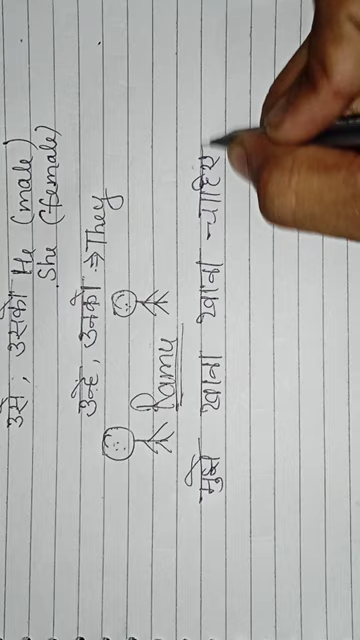 उसे, उसको He (male)
She (female)
उन्हे, उनको ⇒ They
Ramu
मुझे खाना खाना चाहिए